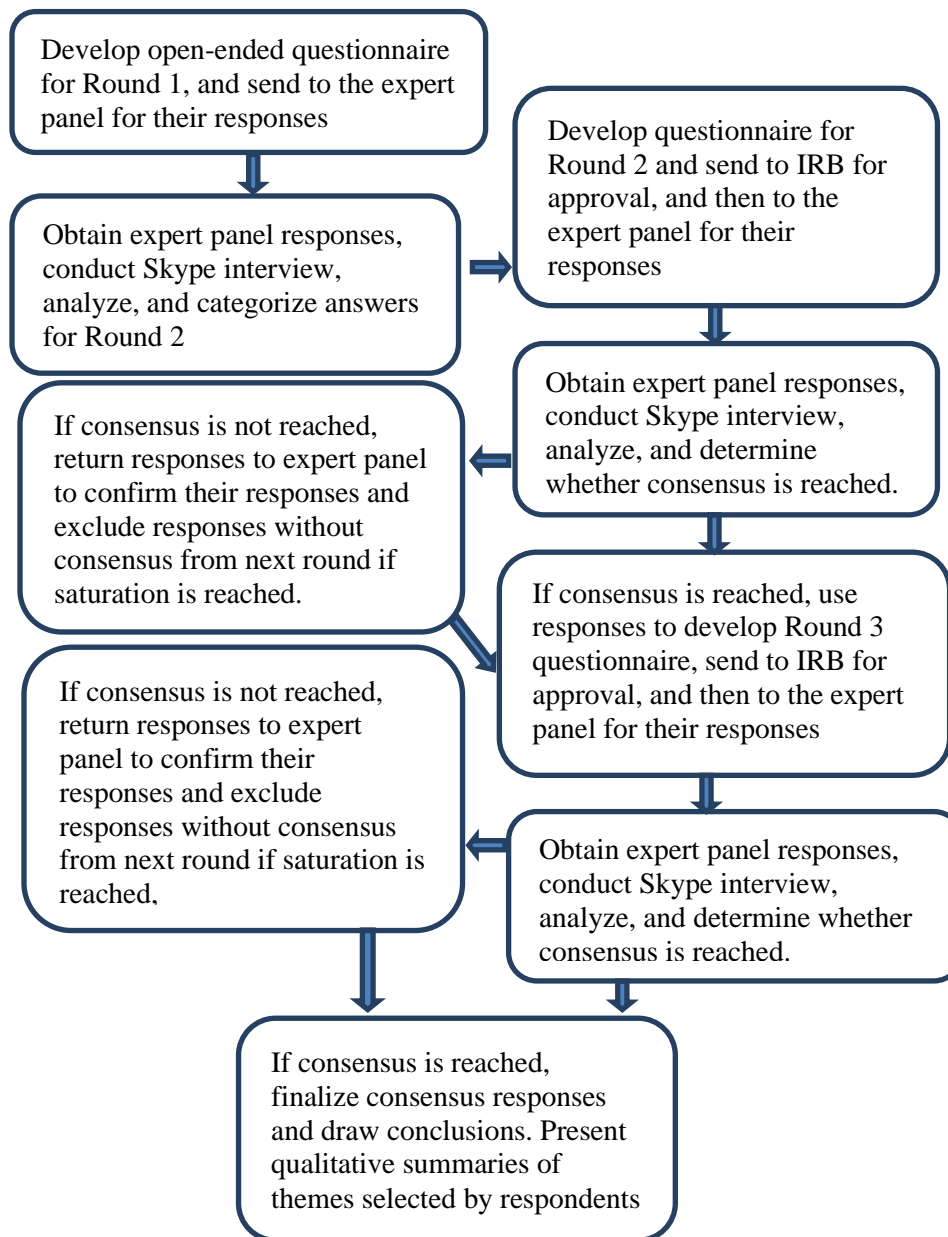 Develop open-ended questionnaire
for Round 1, and send to the expert
panel for their responses
Obtain expert panel responses,
conduct Skype interview,
analyze, and categorize answers
for Round 2
Develop questionnaire for
Round 2 and send to IRB for
approval, and then to the
expert panel for their
responses
Obtain expert panel responses,
conduct Skype interview,
analyze, and determine
whether consensus is reached.
If consensus is not reached,
return responses to expert panel
to confirm their responses and
exclude responses without
consensus from next round if
saturation is reached.
If consensus is reached, use
responses to develop Round 3
questionnaire, send to IRB for
approval, and then to the expert
panel for their responses
Obtain expert panel responses,
conduct Skype interview,
analyze, and determine whether
consensus is reached.
If consensus is not reached,
return responses to expert
panel to confirm their
responses and exclude
responses without consensus
from next round if saturation is
reached,
If consensus is reached,
finalize consensus responses
and draw conclusions. Present
qualitative summaries of
themes selected by respondents